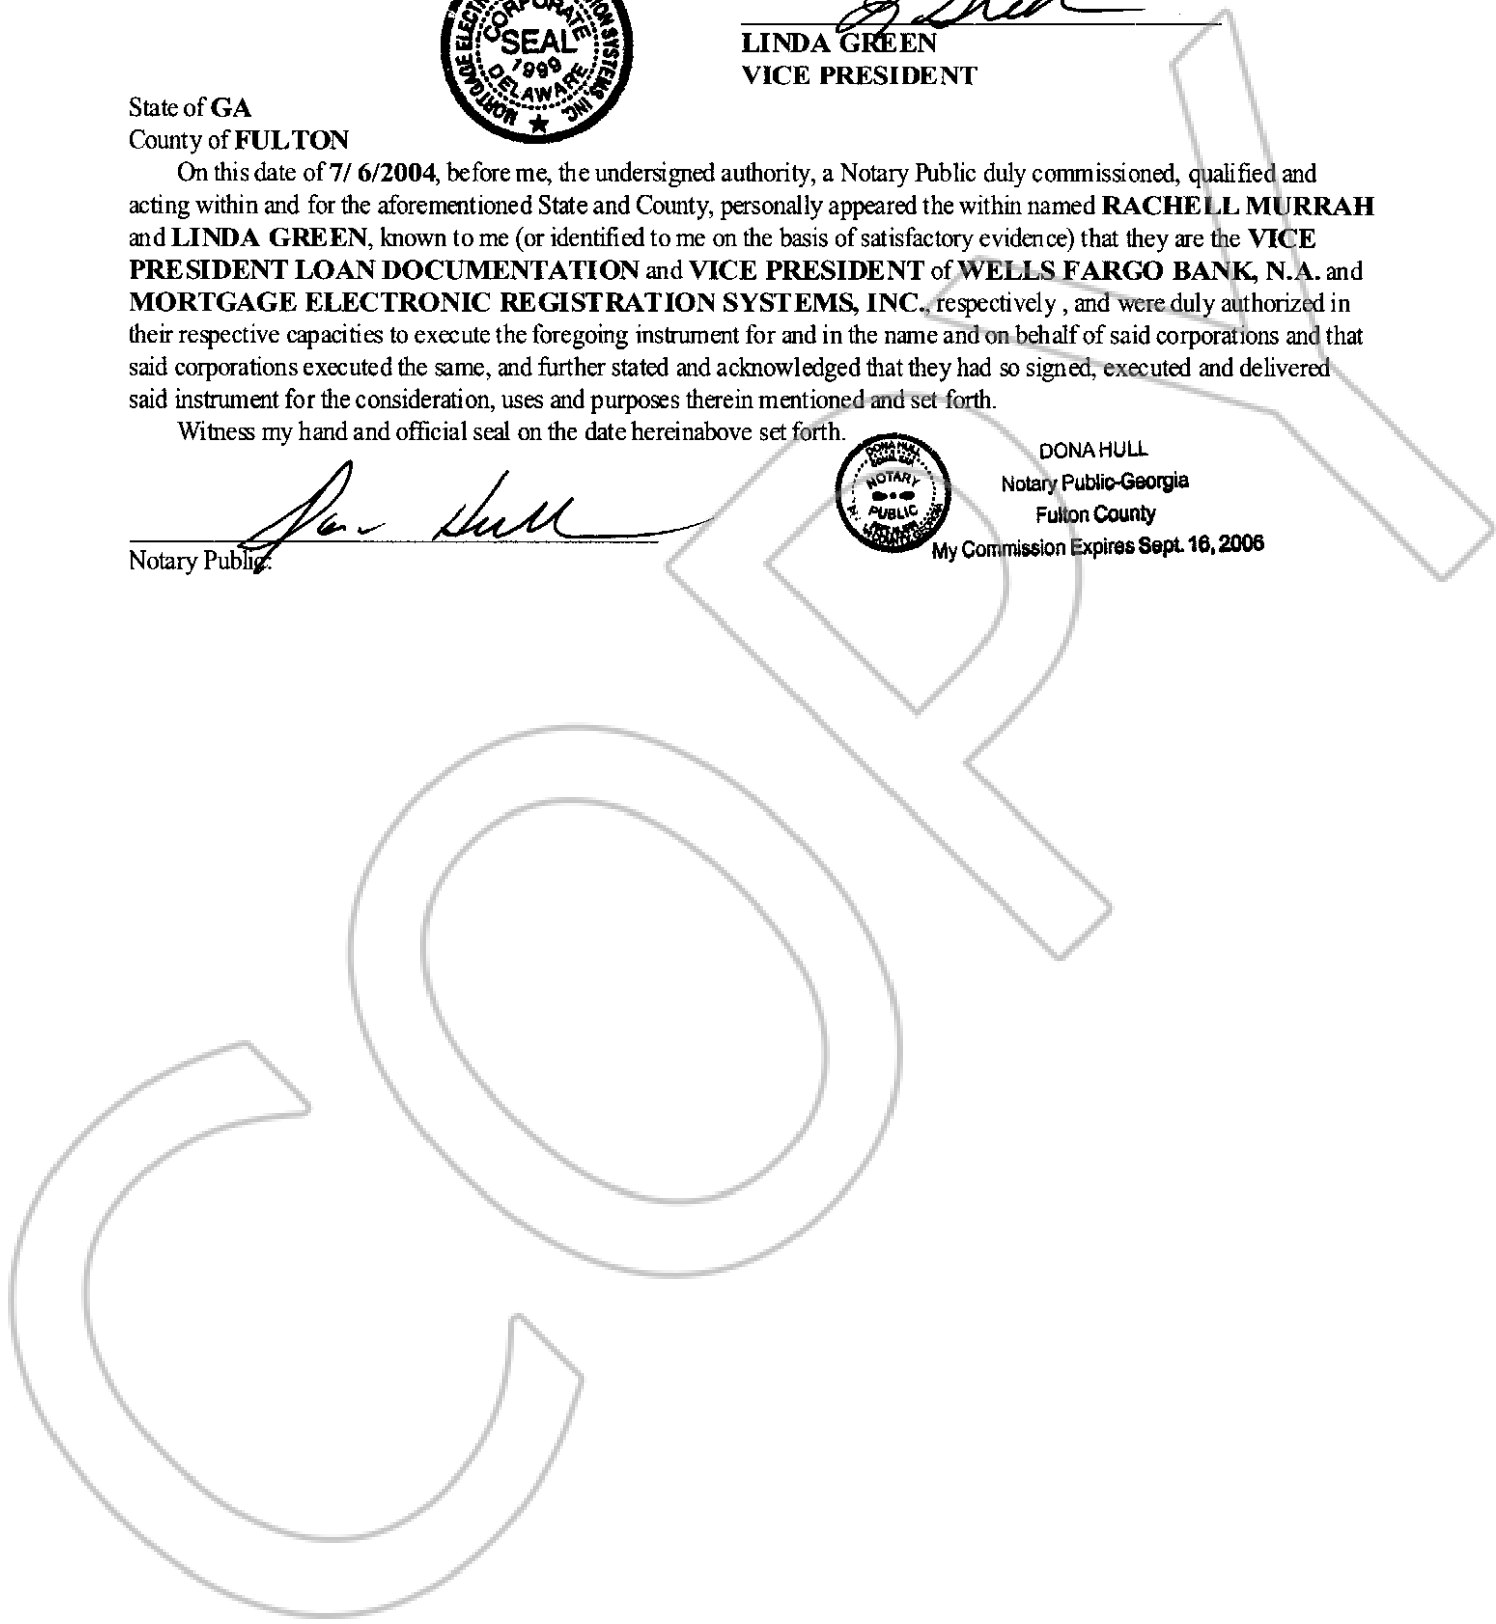 MORTGAGE ELECTI ION SYSTEMS, INC.
CORPORATE
SEAL
1999
DELAWARE
LINDA GREEN
VICE PRESIDENT
State of GA
County of FULTON
On this date of 7/ 6/2004, before me, the undersigned authority, a Notary Public duly commissioned, qualified and
acting within and for the aforementioned State and County, personally appeared the within named RACHELL MURRAH
and LINDA GREEN, known to me (or identified to me on the basis of satisfactory evidence) that they are the VICE
PRESIDENT LOAN DOCUMENTATION and VICE PRESIDENT of WELLS FARGO BANK, N.A. and
MORTGAGE ELECTRONIC REGISTRATION SYSTEMS, INC., respectively , and were duly authorized in
their respective capacities to execute the foregoing instrument for and in the name and on behalf of said corporations and that
said corporations executed the same, and further stated and acknowledged that they had so signed, executed and delivered
said instrument for the consideration, uses and purposes therein mentioned and set forth.
Witness my hand and official seal on the date hereinabove set forth.
DONA HULL
NOTARY
PUBLIC
DONA HULL
Notary Public-Georgia
Fulton County
My Commission Expires Sept. 16, 2006
Notary Public:
COPY